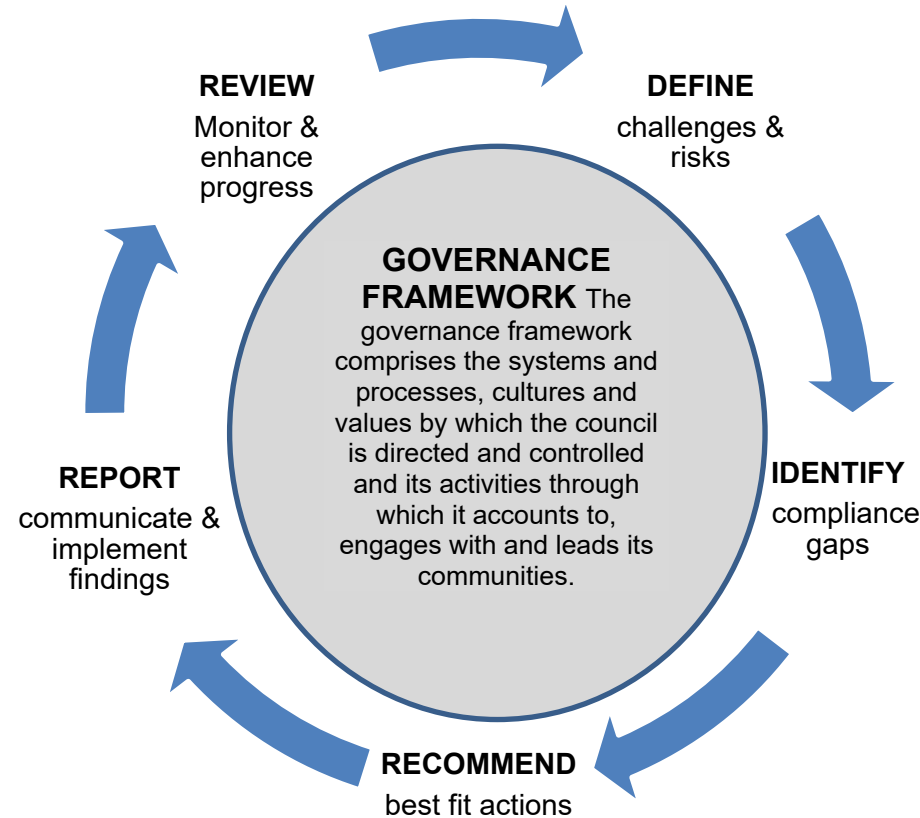 REVIEW
Monitor &
enhance
progress
DEFINE
challenges &
risks
GOVERNANCE
FRAMEWORK The
governance framework
comprises the systems and
processes, cultures and
values by which the council
is directed and controlled
and its activities through
which it accounts to,
engages with and leads its
communities.
IDENTIFY
compliance
gaps
REPORT
communicate &
implement
findings
RECOMMEND
best fit actions